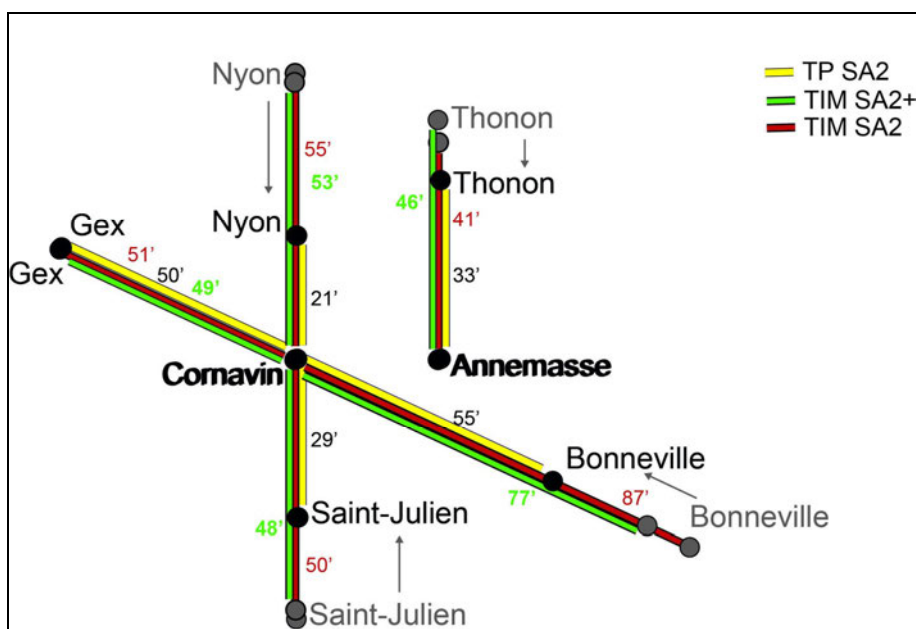 Nyon
Thonon
TP SA2
TIM SA2+
TIM SA2
55’
53’
Thonon
46’
41’
33’
Nyon
Gex
Gex
51’
50’
49’
21’
Cornavin
Annemasse
55’
29’
Bonneville
77’
87’
Bonneville
Saint-Julien
48’
50’
Saint-Julien